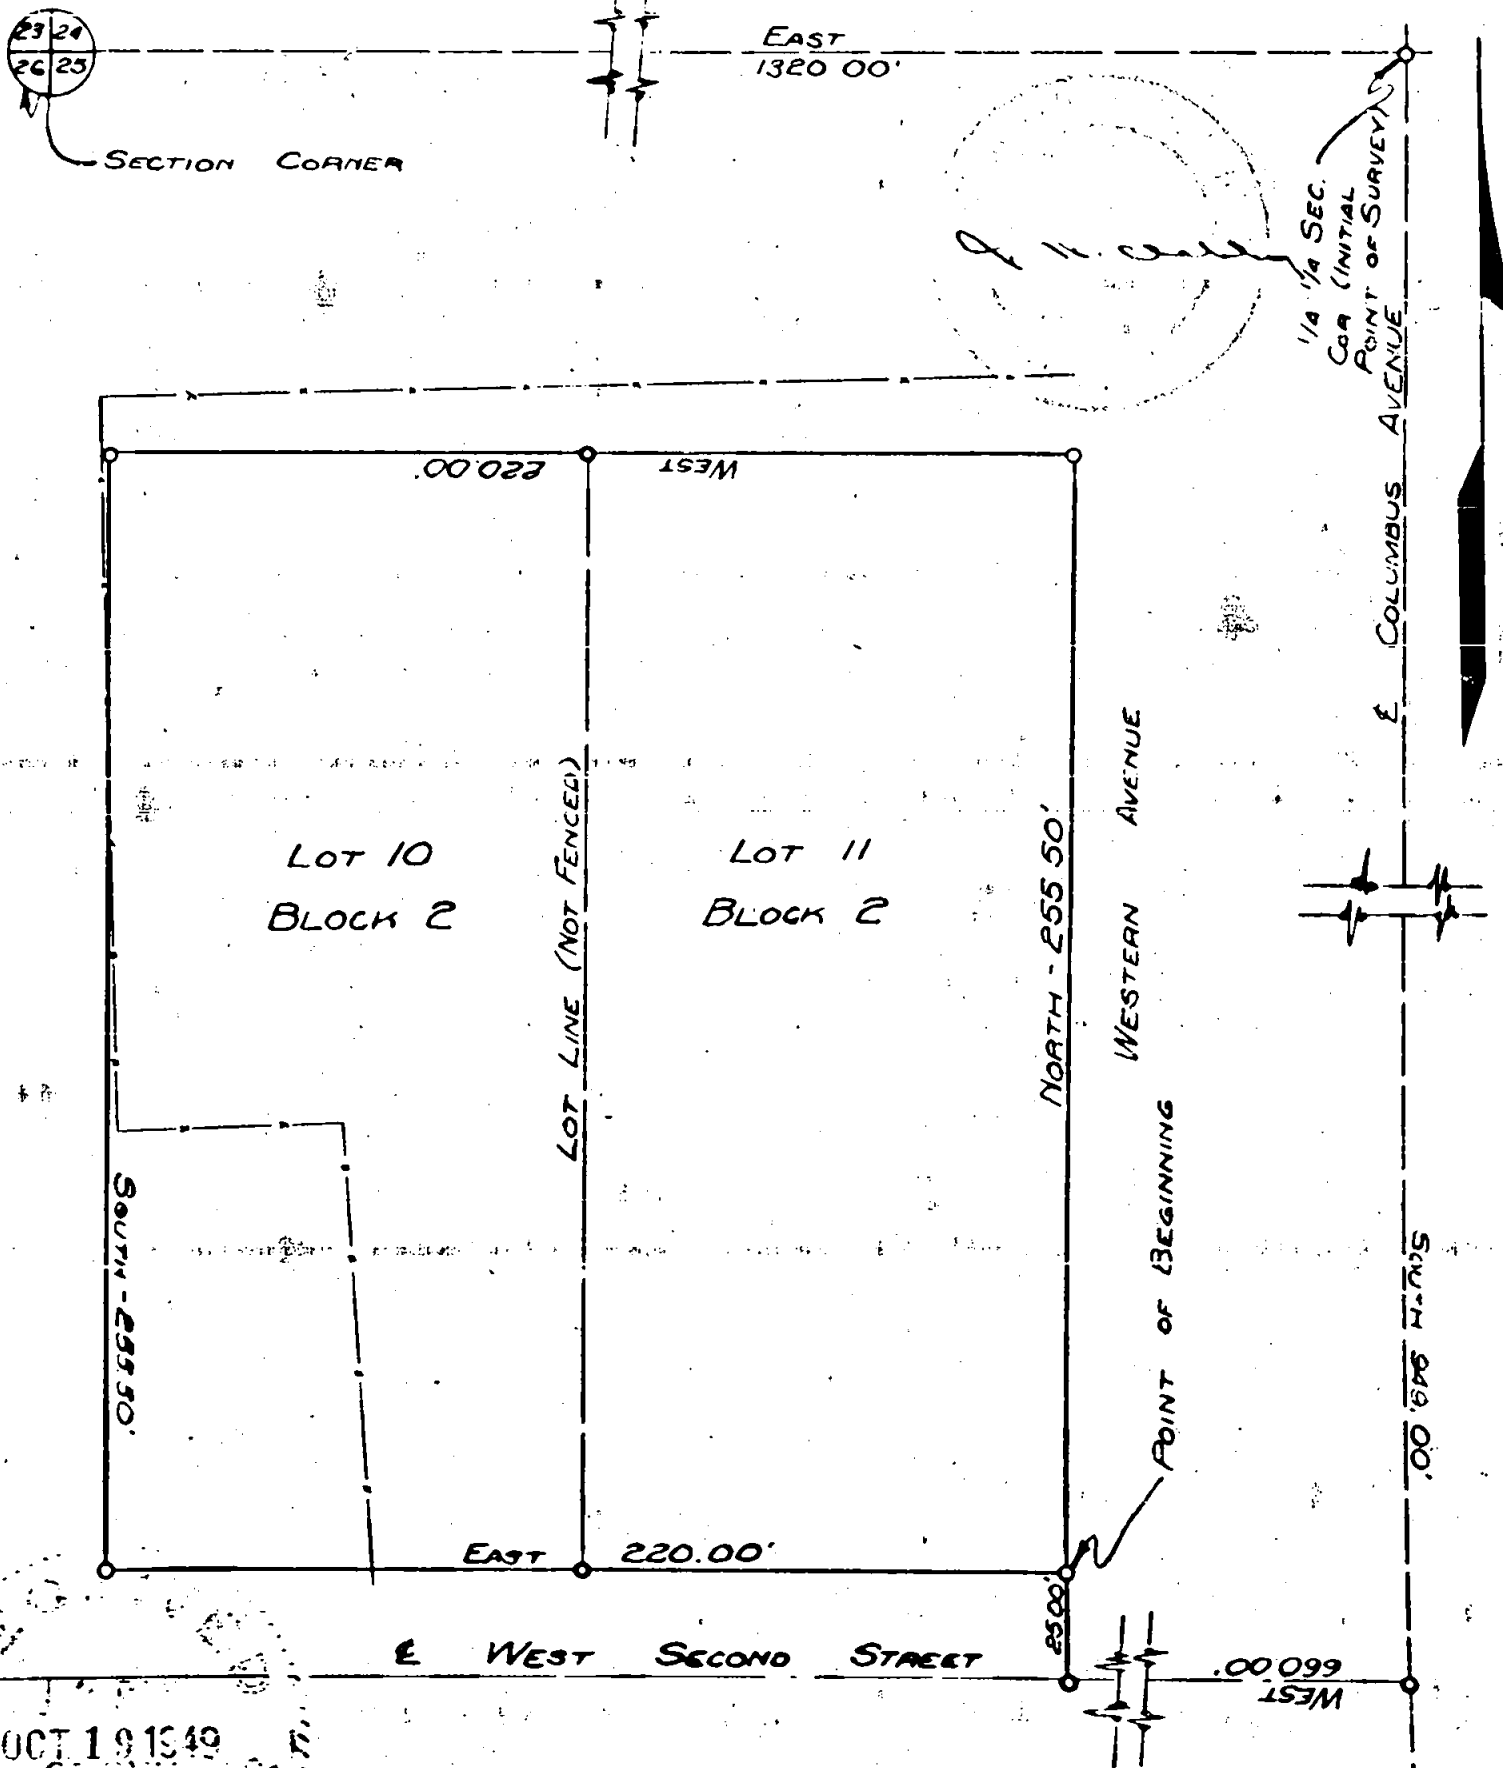 23 24
26 25
EAST
1320 00'
SECTION CORNER
1/4 1/4 SEC.
COR (INITIAL
POINT OF SURVEY)
℄ COLUMBUS AVENUE
220.00'
WEST
LOT 10
BLOCK 2
LOT LINE (NOT FENCED)
LOT 11
BLOCK 2
NORTH - 255 50'
WESTERN AVENUE
POINT OF BEGINNING
SOUTH - 255.50'
SOUTH 949.00'
EAST 220.00'
25 00'
℄ WEST SECOND STREET
660 00'
WEST
OCT 19 1949